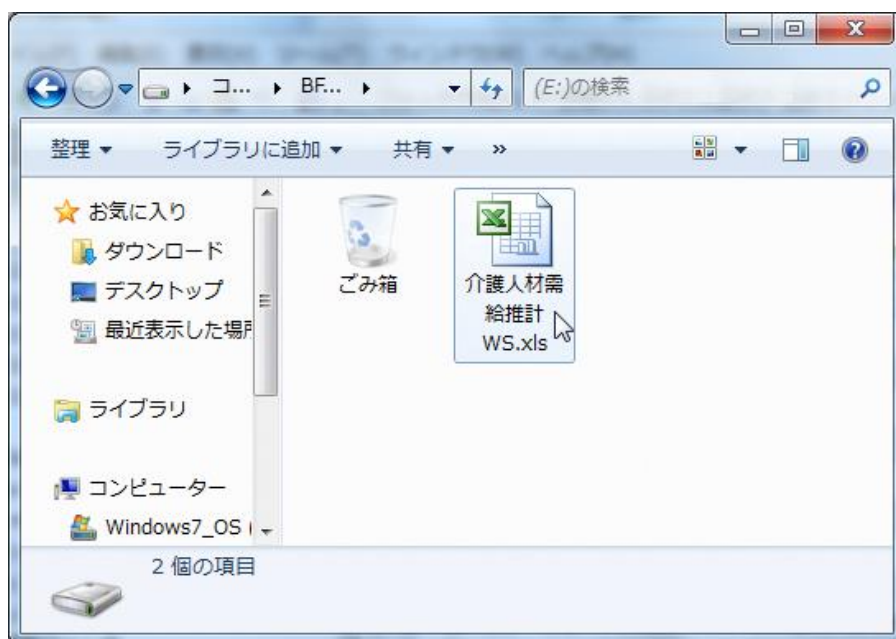 コ... BF... (E:)の検索
整理 ライブラリに追加 共有 »
お気に入り
ダウンロード
デスクトップ
最近表示した場所
ライブラリ
コンピューター
Windows7_OS (
ごみ箱
介護人材需
給推計
WS.xls
2 個の項目